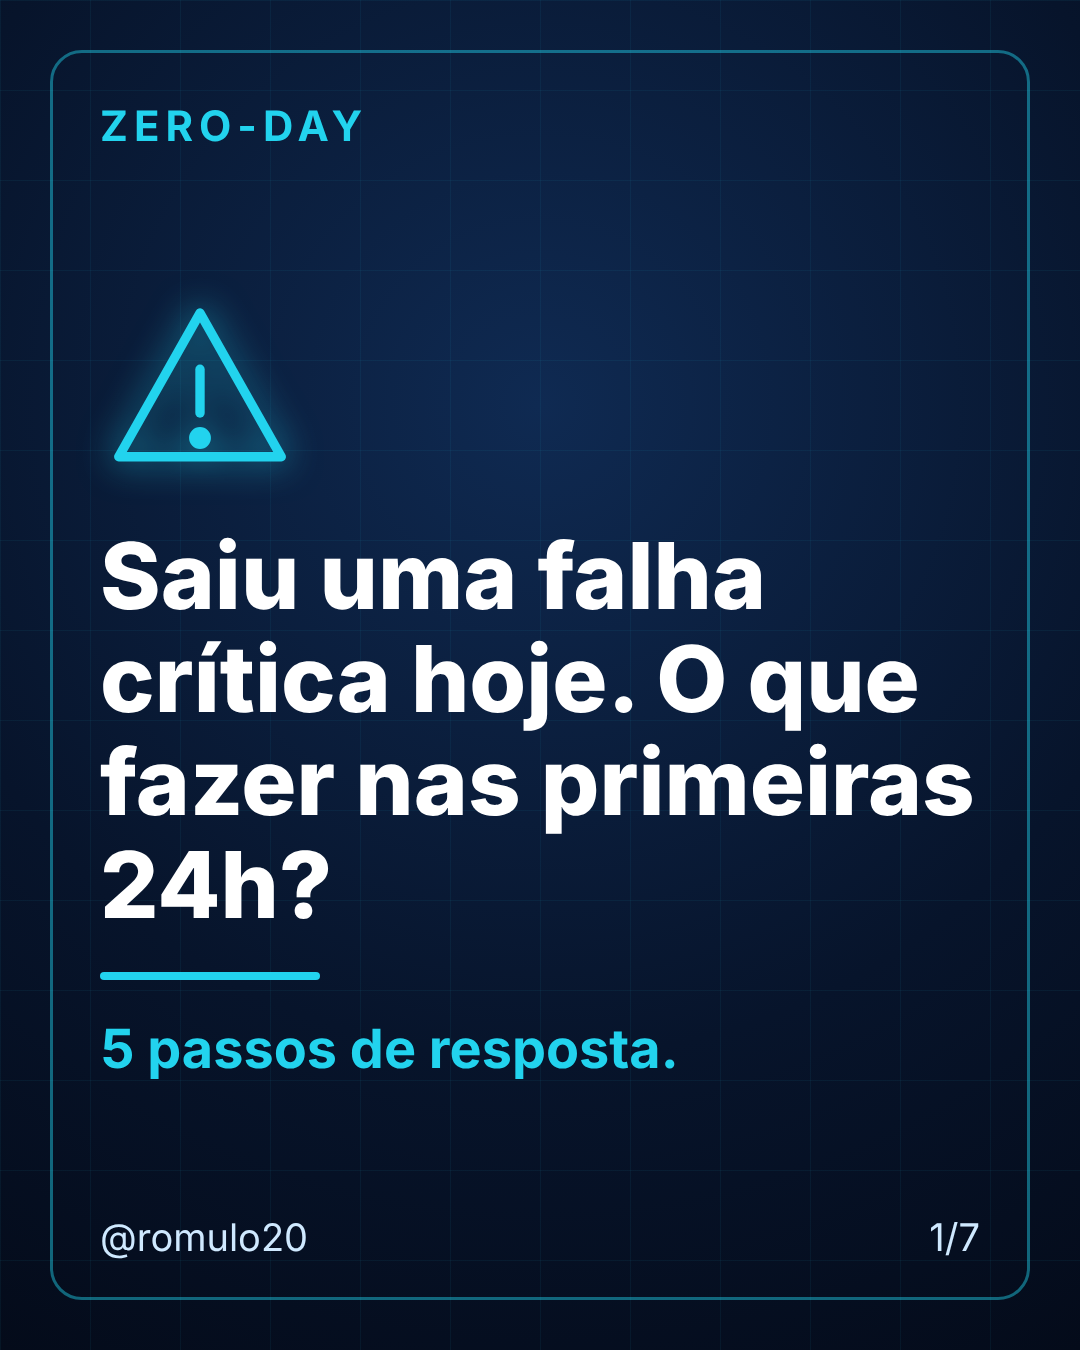 ZERO-DAY
Saiu uma falha
crítica hoje. O que
fazer nas primeiras
24h?
5 passos de resposta.
@romulo20
1/7